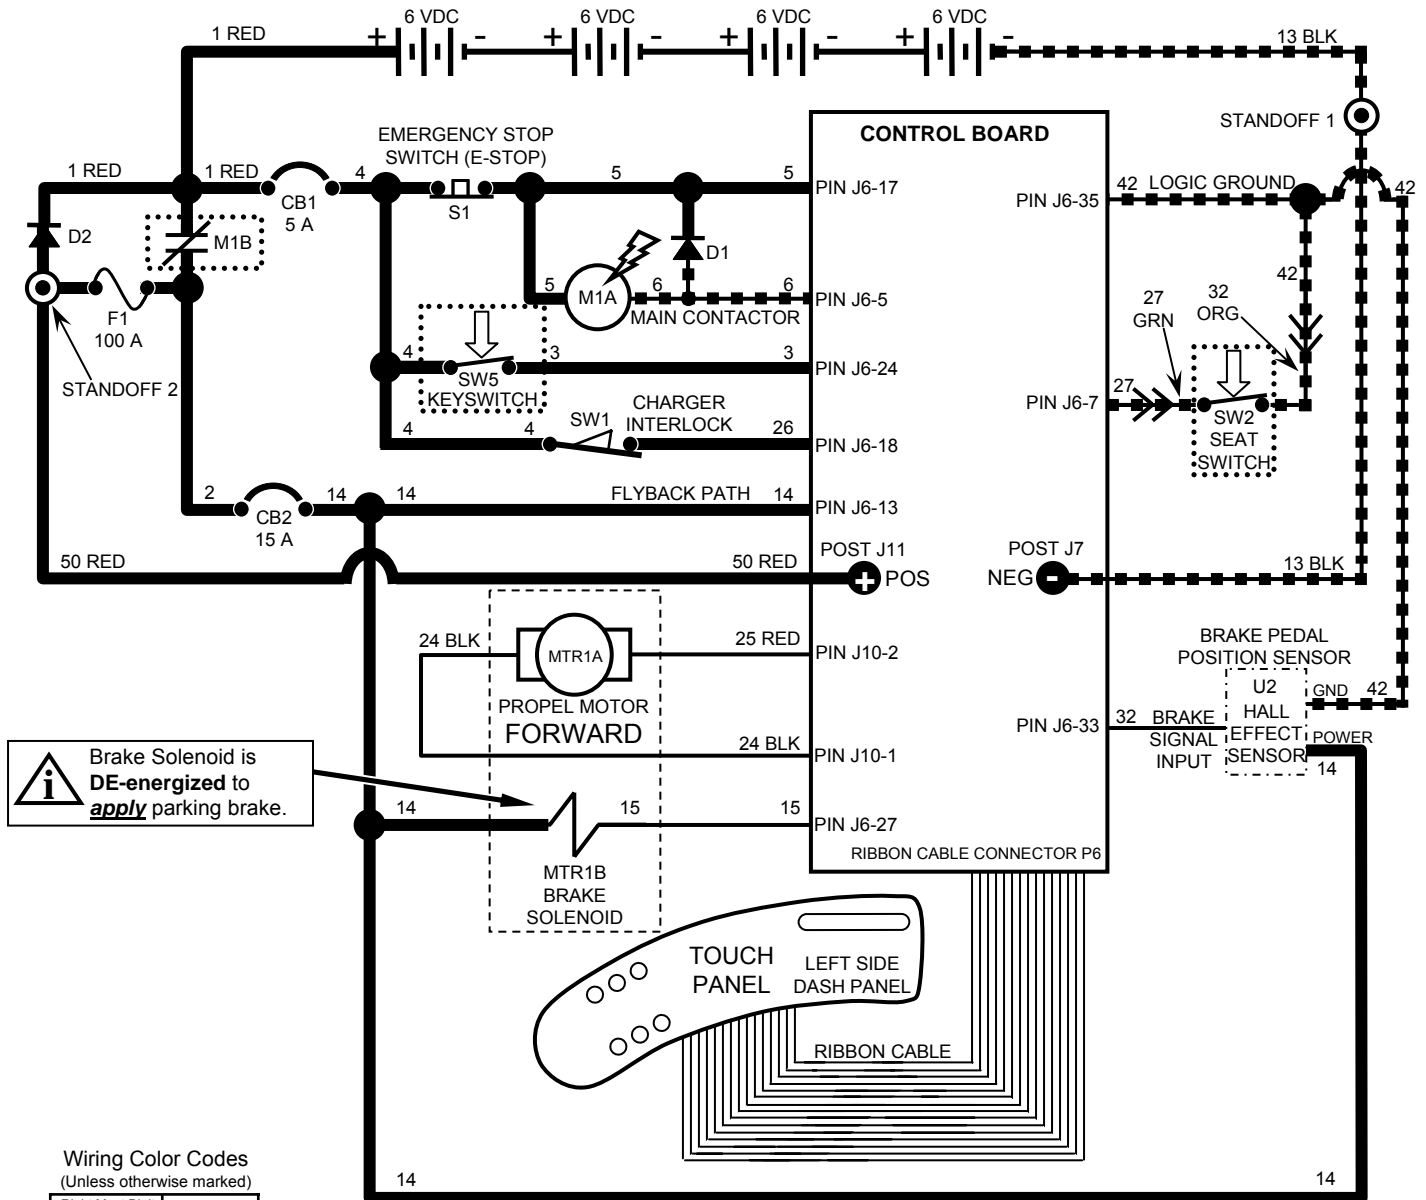 6 VDC 6 VDC 6 VDC 6 VDC
1 RED + - + - + - + - 13 BLK
STANDOFF 1
EMERGENCY STOP
SWITCH (E-STOP)
CONTROL BOARD
1 RED 1 RED 4 5 5 PIN J6-17
CB1
5 A
S1
PIN J6-35 42 LOGIC GROUND 42
D2 M1B D1
42
5 M1A 6 6 PIN J6-5
MAIN CONTACTOR
F1
100 A
27
GRN
32
ORG
STANDOFF 2
4 3 3 PIN J6-24
SW5
KEYSWITCH
PIN J6-7 27
SW2
SEAT
SWITCH
SW1
CHARGER
INTERLOCK
4 4 26 PIN J6-18
2 14 14 FLYBACK PATH 14 PIN J6-13
CB2
15 A
50 RED 50 RED
POST J11
+ POS
POST J7
NEG -
13 BLK
BRAKE PEDAL
POSITION SENSOR
24 BLK MTR1A 25 RED PIN J10-2
PROPEL MOTOR
FORWARD
U2
HALL
EFFECT
SENSOR
GND 42
POWER
14
PIN J6-33 32 BRAKE
SIGNAL
INPUT
24 BLK PIN J10-1
i
Brake Solenoid is
DE-energized to
apply parking brake.
14 15 15 PIN J6-27
MTR1B
BRAKE
SOLENOID
RIBBON CABLE CONNECTOR P6
TOUCH
PANEL
LEFT SIDE
DASH PANEL
RIBBON CABLE
Wiring Color Codes
(Unless otherwise marked)
14 14